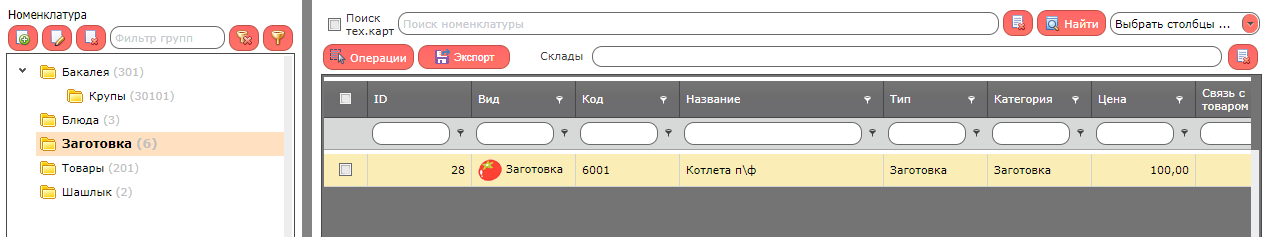 Номенклатура
Фильтр групп
Бакалея (301)
Крупы (30101)
Блюда (3)
Заготовка (6)
Товары (201)
Шашлык (2)
Поиск тех.карт
Поиск номенклатуры
Найти
Выбрать столбцы ...
Операции
Экспорт
Склады
ID Вид Код Название Тип Категория Цена Связь с товаром
28 Заготовка 6001 Котлета п\ф Заготовка Заготовка 100,00